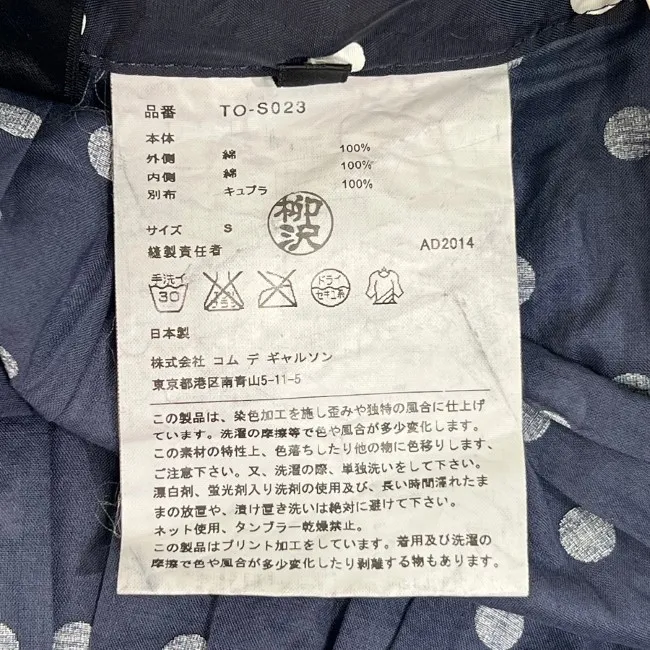 品番 TO-S023
本体
外側 綿 100%
内側 綿 100%
別布 キュプラ 100%
サイズ S
柳沢
縫製責任者
AD2014
手洗イ 30
ドライ セキユ系
日本製
株式会社 コム デ ギャルソン
東京都港区南青山5-11-5
この製品は、染色加工を施し歪みや独特の風合に仕上げ
ています。洗濯の摩擦等で色や風合が多少変化します。
この素材の特性上、色落ちしたり他の物に色移りします、
ご注意下さい。又、洗濯の際、単独洗いをして下さい。
漂白剤、蛍光剤入り洗剤の使用及び、長い時間濡れたま
まの放置や、漬け置き洗いは絶対に避けて下さい。
ネット使用、タンブラー乾燥禁止。
この製品はプリント加工をしています。着用及び洗濯の
摩擦で色や風合が多少変化したり剥離する物もあります。